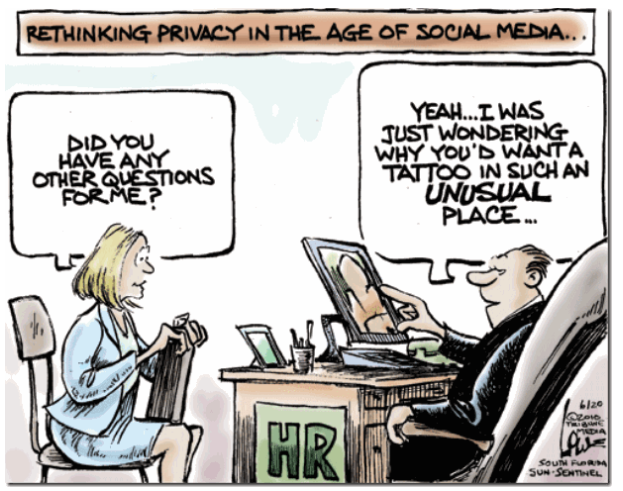 RETHINKING PRIVACY IN THE AGE OF SOCIAL MEDIA...
DID YOU
HAVE ANY
OTHER QUESTIONS
FOR ME?
YEAH...I WAS
JUST WONDERING
WHY YOU'D WANT A
TATTOO IN SUCH AN
UNUSUAL
PLACE...
HR
6/20
©2010
TRIBUNE
MEDIA
LOWE
SOUTH FLORIDA
SUN-SENTINEL